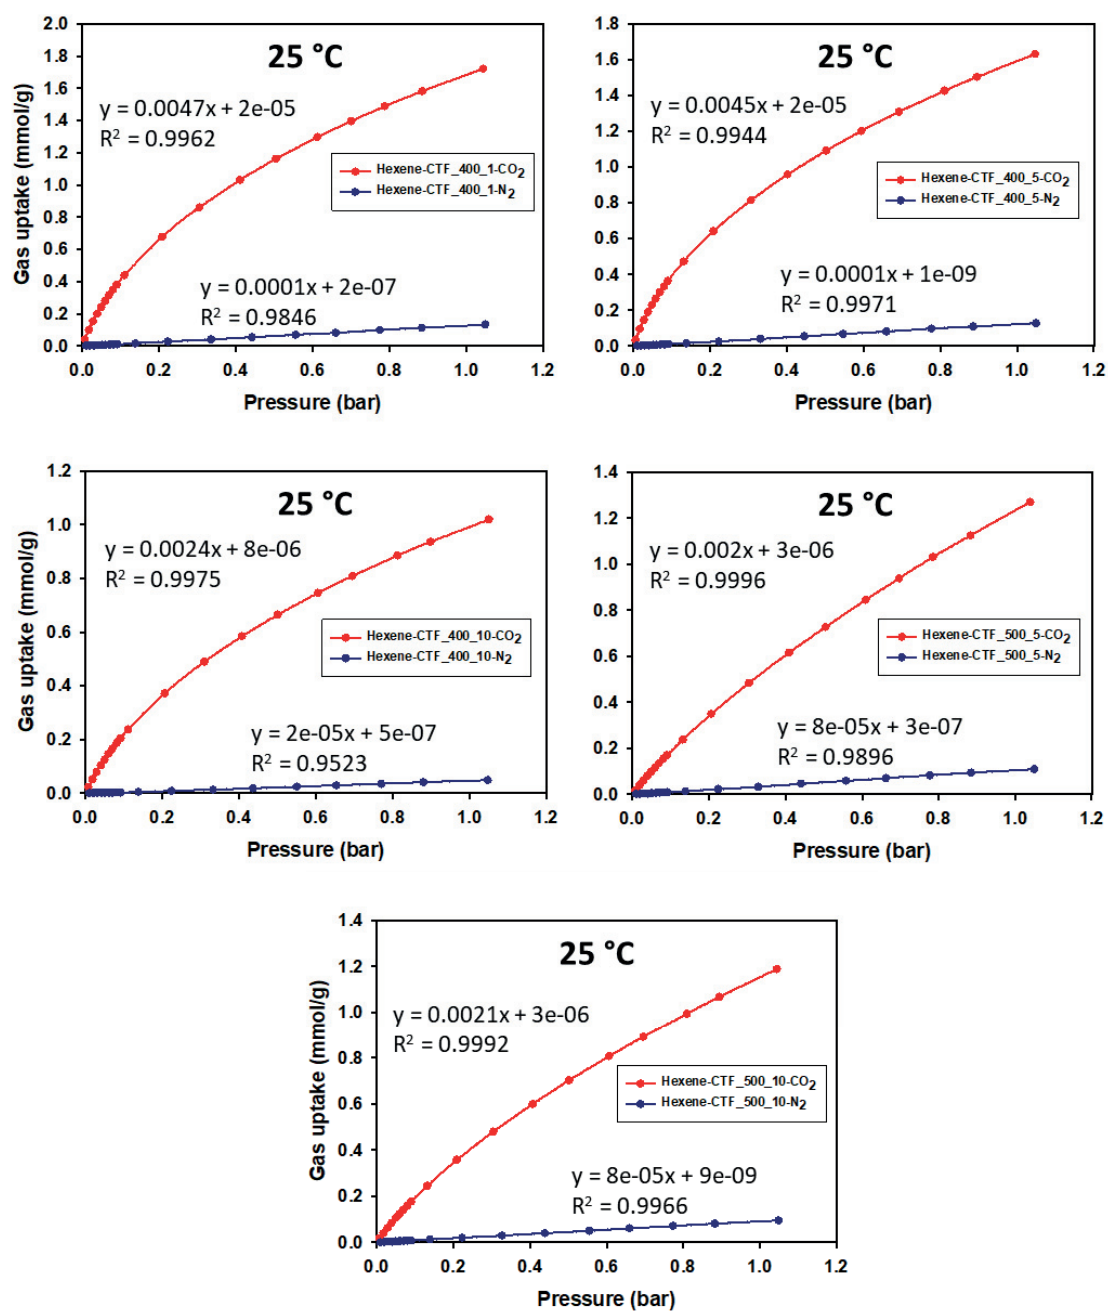 25 °C
y = 0.0047x + 2e-05
R² = 0.9962
Hexene-CTF_400_1-CO₂
Hexene-CTF_400_1-N₂
y = 0.0001x + 2e-07
R² = 0.9846
Gas uptake (mmol/g)
2.0
1.8
1.6
1.4
1.2
1.0
0.8
0.6
0.4
0.2
0.0
0.0 0.2 0.4 0.6 0.8 1.0 1.2
Pressure (bar)
25 °C
y = 0.0045x + 2e-05
R² = 0.9944
Hexene-CTF_400_5-CO₂
Hexene-CTF_400_5-N₂
y = 0.0001x + 1e-09
R² = 0.9971
1.8
1.6
1.4
1.2
1.0
0.8
0.6
0.4
0.2
0.0
0.0 0.2 0.4 0.6 0.8 1.0 1.2
Pressure (bar)
25 °C
y = 0.0024x + 8e-06
R² = 0.9975
Hexene-CTF_400_10-CO₂
Hexene-CTF_400_10-N₂
y = 2e-05x + 5e-07
R² = 0.9523
Gas uptake (mmol/g)
1.2
1.0
0.8
0.6
0.4
0.2
0.0
0.0 0.2 0.4 0.6 0.8 1.0 1.2
Pressure (bar)
25 °C
y = 0.002x + 3e-06
R² = 0.9996
Hexene-CTF_500_5-CO₂
Hexene-CTF_500_5-N₂
y = 8e-05x + 3e-07
R² = 0.9896
1.4
1.2
1.0
0.8
0.6
0.4
0.2
0.0
0.0 0.2 0.4 0.6 0.8 1.0 1.2
Pressure (bar)
25 °C
y = 0.0021x + 3e-06
R² = 0.9992
Hexene-CTF_500_10-CO₂
Hexene-CTF_500_10-N₂
y = 8e-05x + 9e-09
R² = 0.9966
Gas uptake (mmol/g)
1.4
1.2
1.0
0.8
0.6
0.4
0.2
0.0
0.0 0.2 0.4 0.6 0.8 1.0 1.2
Pressure (bar)